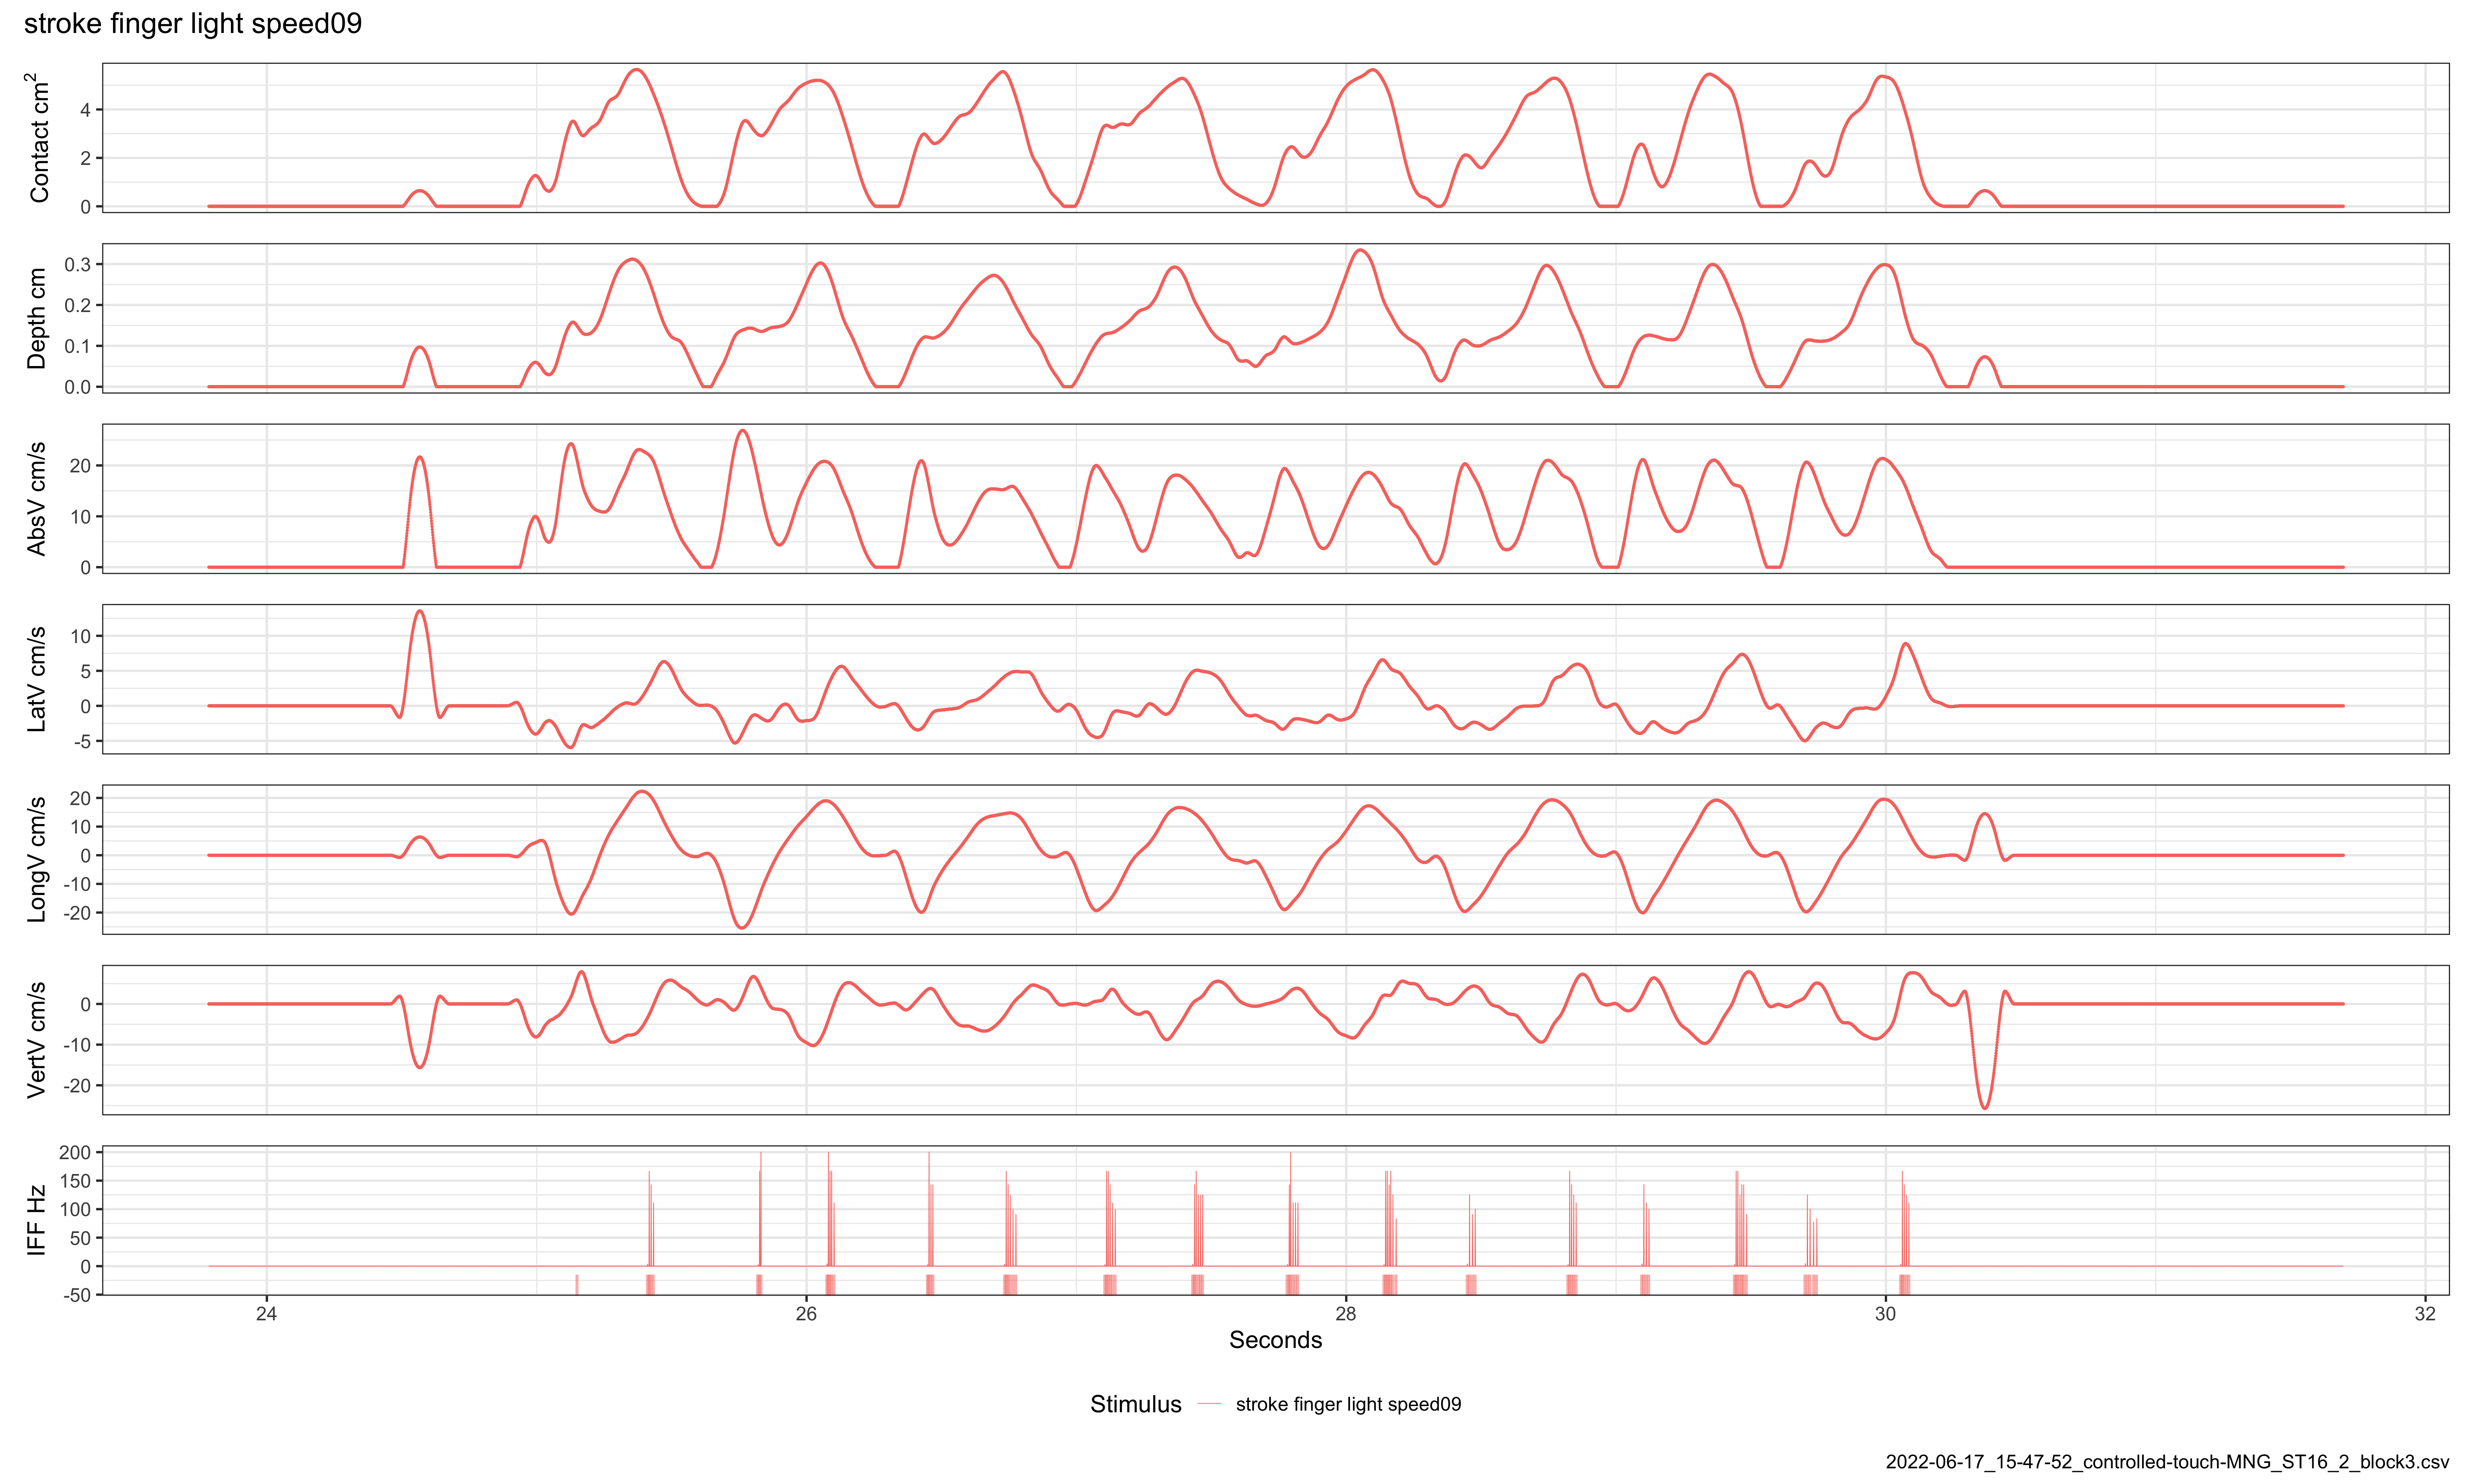 stroke finger light speed09
Contact cm²
4
2
0
Depth cm
0.3
0.2
0.1
0.0
AbsV cm/s
20
10
0
LatV cm/s
10
5
0
-5
LongV cm/s
20
10
0
-10
-20
VertV cm/s
0
-10
-20
IFF Hz
200
150
100
50
0
-50
24 26 28 30 32
Seconds
Stimulus stroke finger light speed09
2022-06-17_15-47-52_controlled-touch-MNG_ST16_2_block3.csv